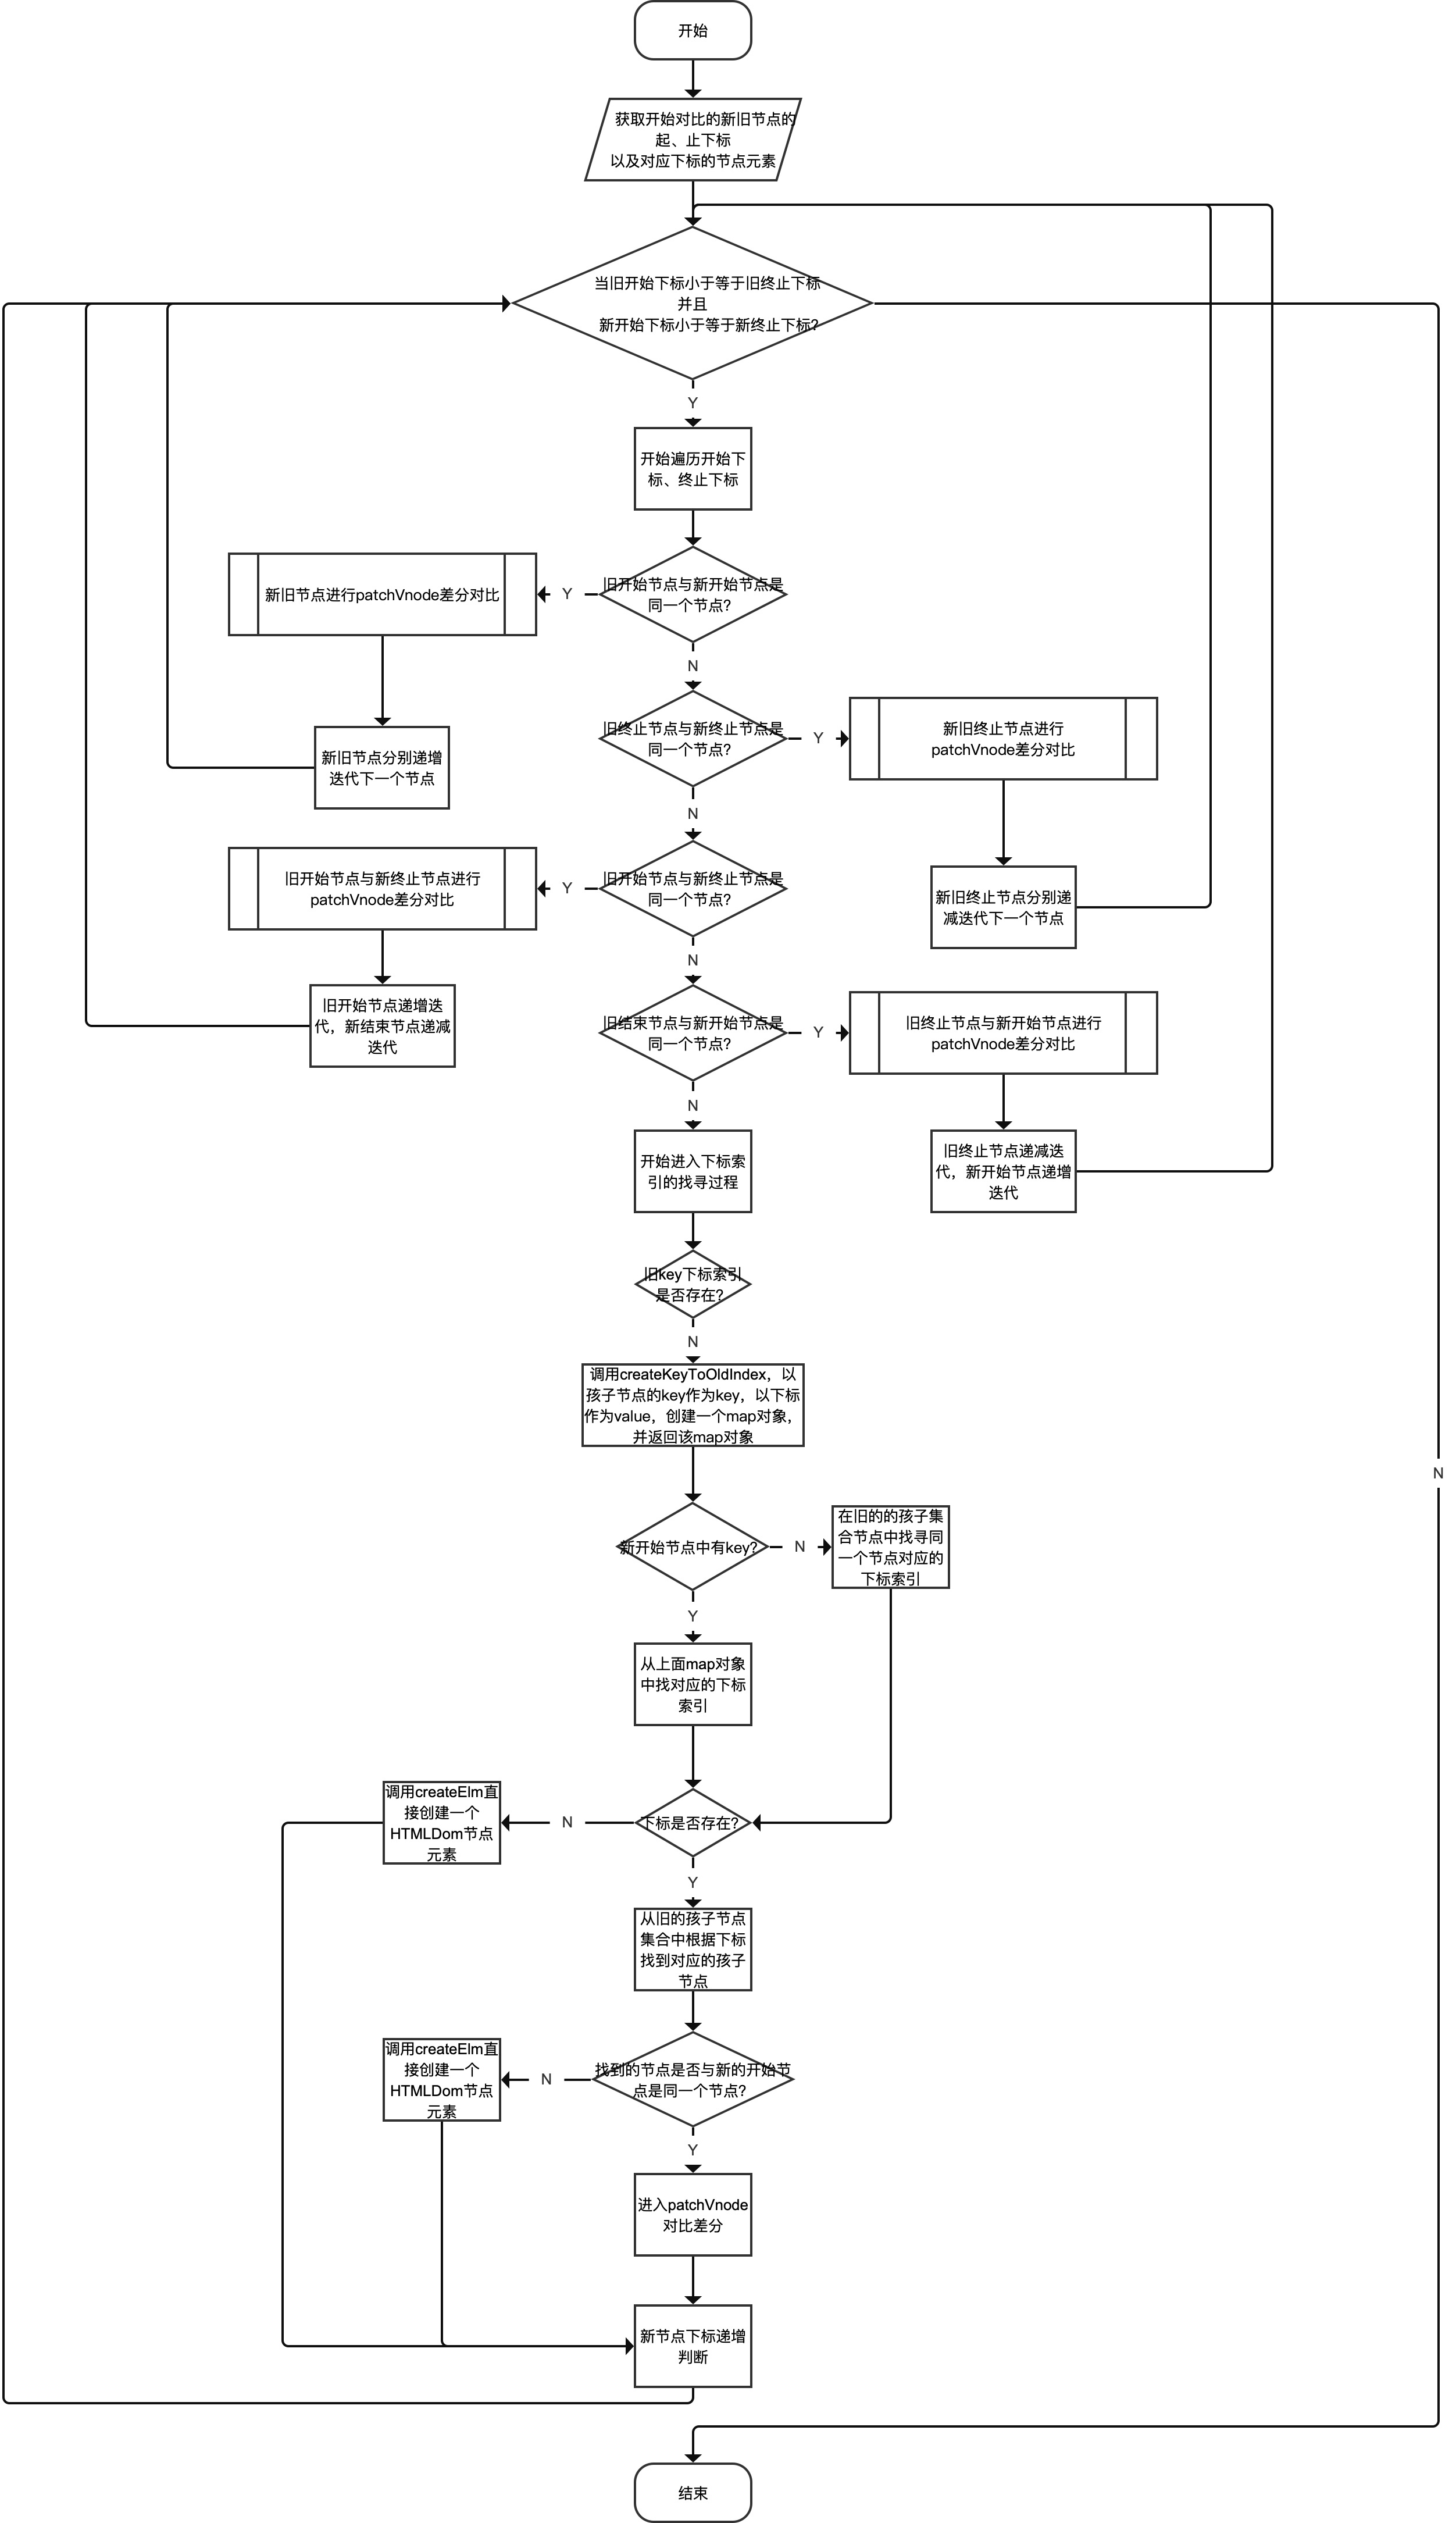 开始
获取开始对比的新旧节点的
起、止下标
以及对应下标的节点元素
当旧开始下标小于等于旧终止下标
并且
新开始下标小于等于新终止下标?
Y
开始遍历开始下
标、终止下标
旧开始节点与新开始节点是
同一个节点?
Y
新旧节点进行patchVnode差分对比
新旧节点分别递增
迭代下一个节点
N
旧终止节点与新终止节点是
同一个节点?
Y
新旧终止节点进行
patchVnode差分对比
新旧终止节点分别递
减迭代下一个节点
N
旧开始节点与新终止节点是
同一个节点?
Y
旧开始节点与新终止节点进行
patchVnode差分对比
旧开始节点递增迭
代，新结束节点递减
迭代
N
旧结束节点与新开始节点是
同一个节点?
Y
旧终止节点与新开始节点进行
patchVnode差分对比
旧终止节点递减迭
代，新开始节点递增
迭代
N
开始进入下标索
引的找寻过程
旧key下标索引
是否存在?
N
调用createKeyToOldIndex，以
孩子节点的key作为key，以下标
作为value，创建一个map对象，
并返回该map对象
新开始节点中有key?
N
在旧的的孩子集
合节点中找寻同
一个节点对应的
下标索引
Y
从上面map对象
中找对应的下标
索引
下标是否存在?
N
调用createElm直
接创建一个
HTMLDom节点
元素
Y
从旧的孩子节点
集合中根据下标
找到对应的孩子
节点
找到的节点是否与新的开始节
点是同一个节点?
N
调用createElm直
接创建一个
HTMLDom节点
元素
Y
进入patchVnode
对比差分
新节点下标递增
判断
N
结束